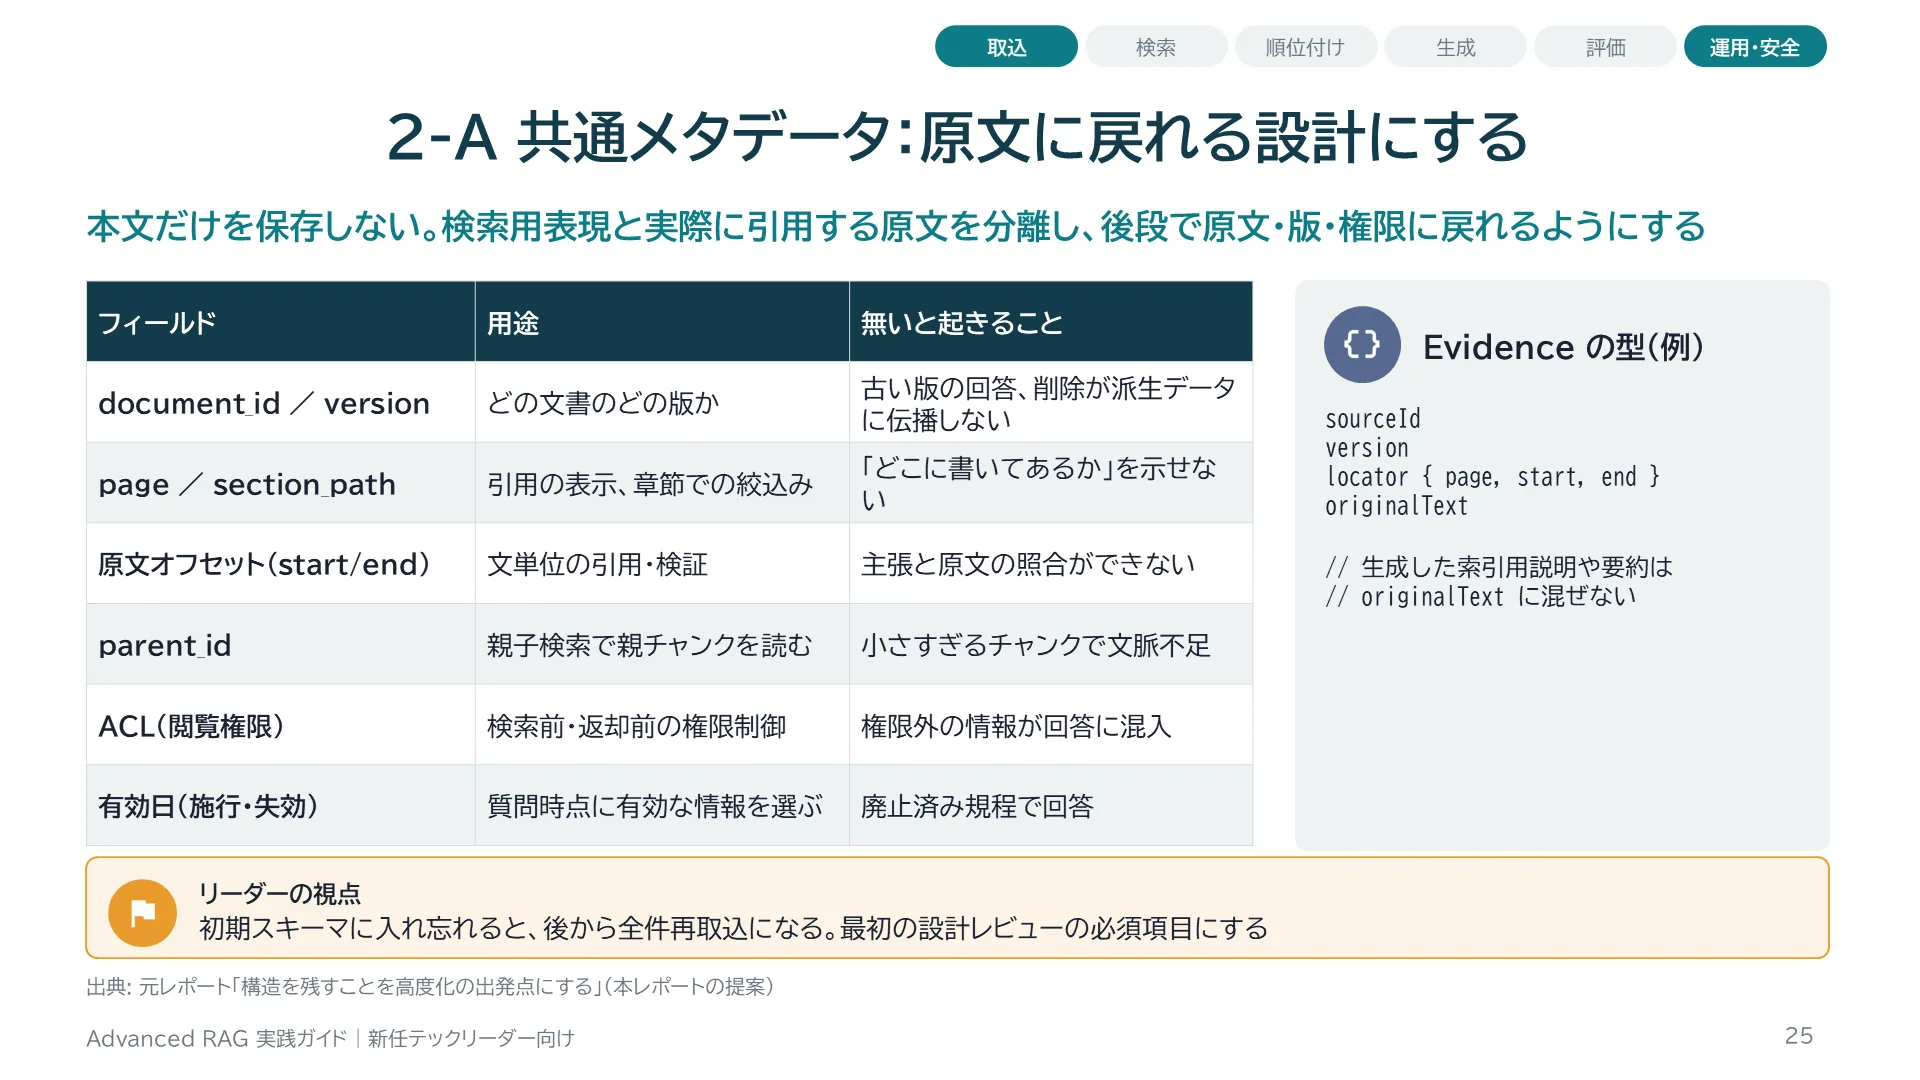 取込
検索
順位付け
生成
評価
運用・安全
2-A 共通メタデータ：原文に戻れる設計にする
本文だけを保存しない。検索用表現と実際に引用する原文を分離し、後段で原文・版・権限に戻れるようにする
フィールド
用途
無いと起きること
document_id ／ version
どの文書のどの版か
古い版の回答、削除が派生データ
に伝播しない
page ／ section_path
引用の表示、章節での絞込み
「どこに書いてあるか」を示せな
い
原文オフセット（start/end）
文単位の引用・検証
主張と原文の照合ができない
parent_id
親子検索で親チャンクを読む
小さすぎるチャンクで文脈不足
ACL（閲覧権限）
検索前・返却前の権限制御
権限外の情報が回答に混入
有効日（施行・失効）
質問時点に有効な情報を選ぶ
廃止済み規程で回答
{}
Evidence の型（例）
sourceId
version
locator { page, start, end }
originalText
// 生成した索引用説明や要約は
// originalText に混ぜない
リーダーの視点
初期スキーマに入れ忘れると、後から全件再取込になる。最初の設計レビューの必須項目にする
出典: 元レポート「構造を残すことを高度化の出発点にする」（本レポートの提案）
Advanced RAG 実践ガイド｜新任テックリーダー向け
25